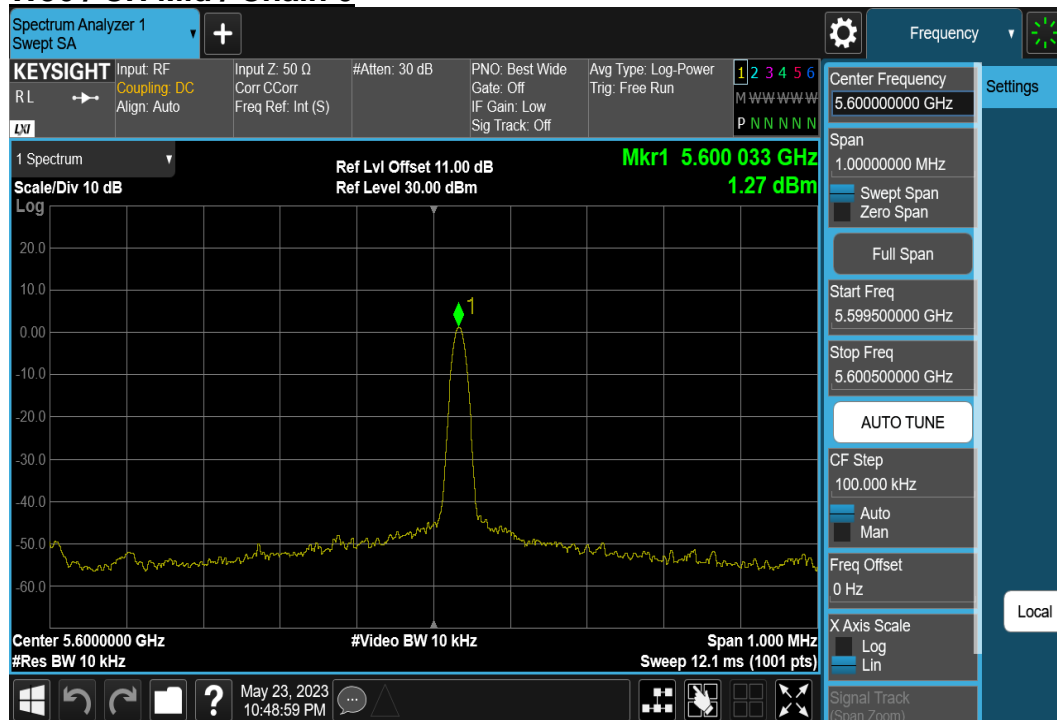 Spectrum Analyzer 1
Swept SA
Frequency
KEYSIGHT
R L
LXI
Input: RF
Coupling: DC
Align: Auto
Input Z: 50 Ω
Corr CCorr
Freq Ref: Int (S)
#Atten: 30 dB
PNO: Best Wide
Gate: Off
IF Gain: Low
Sig Track: Off
Avg Type: Log-Power
Trig: Free Run
1 2 3 4 5 6
M W W W W W
P N N N N N
1 Spectrum
Scale/Div 10 dB
Log
Ref Lvl Offset 11.00 dB
Ref Level 30.00 dBm
Mkr1 5.600 033 GHz
1.27 dBm
1
20.0
10.0
0.00
-10.0
-20.0
-30.0
-40.0
-50.0
-60.0
Center 5.6000000 GHz
#Res BW 10 kHz
#Video BW 10 kHz
Span 1.000 MHz
Sweep 12.1 ms (1001 pts)
May 23, 2023
10:48:59 PM
Center Frequency
5.600000000 GHz
Span
1.00000000 MHz
Swept Span
Zero Span
Full Span
Start Freq
5.599500000 GHz
Stop Freq
5.600500000 GHz
AUTO TUNE
CF Step
100.000 kHz
Auto
Man
Freq Offset
0 Hz
X Axis Scale
Log
Lin
Signal Track
(Span Zoom)
Settings
Local